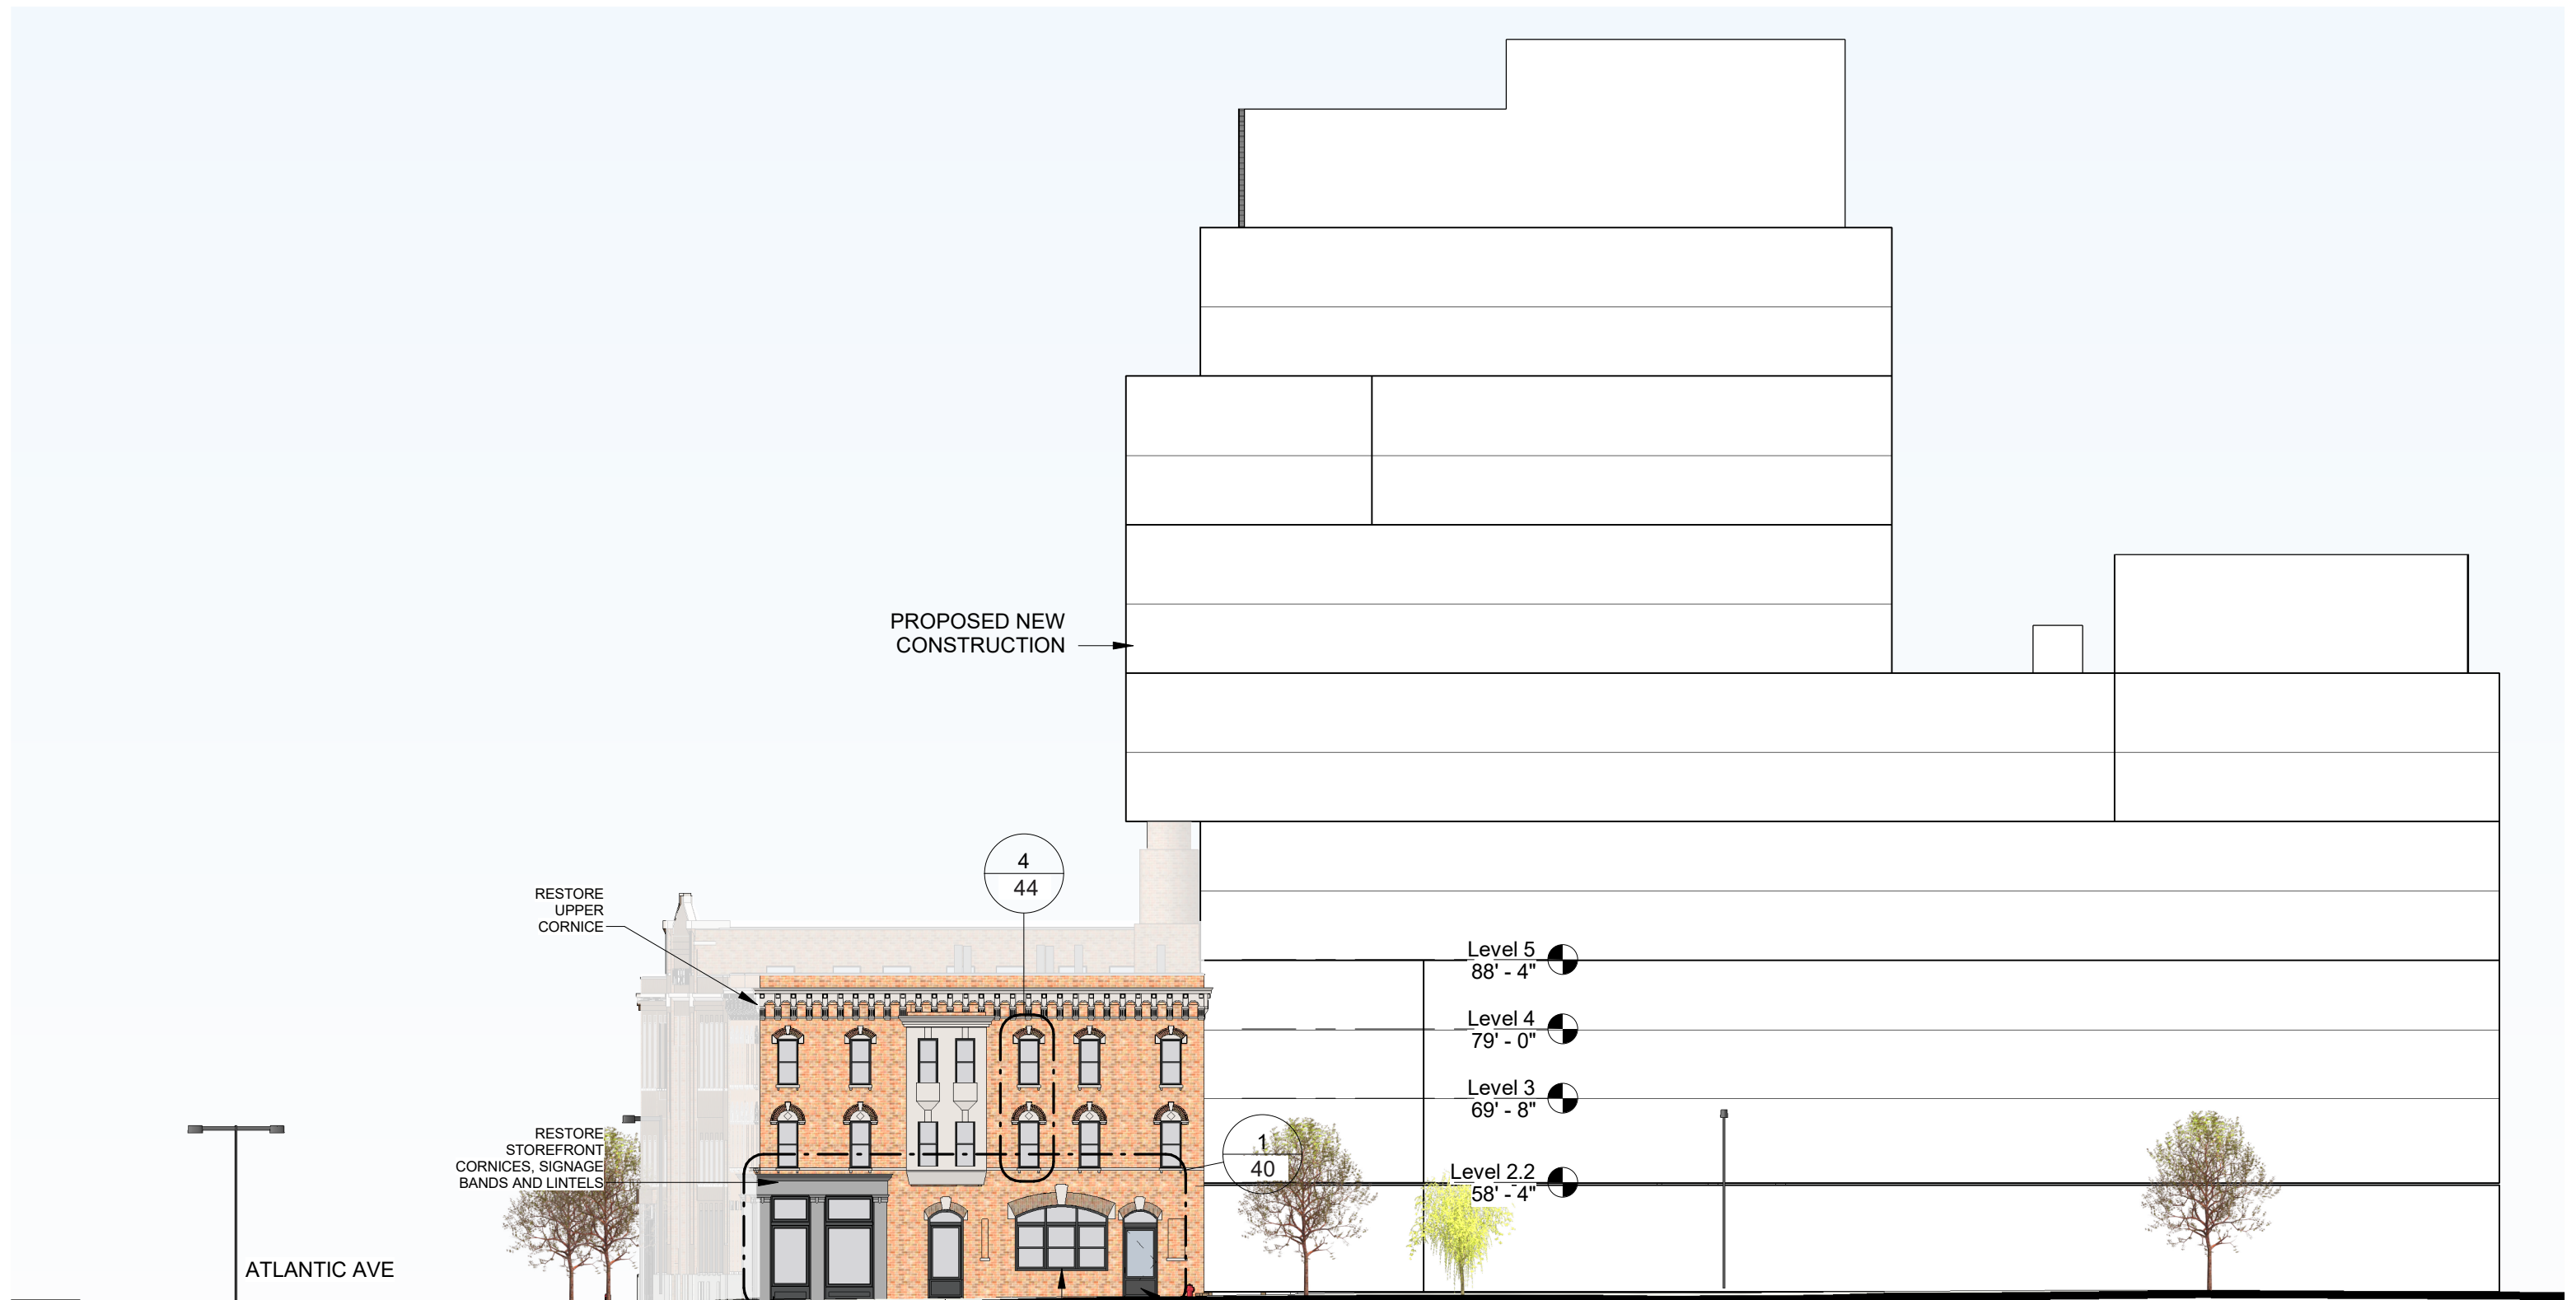 PROPOSED NEW
CONSTRUCTION
4
44
RESTORE
UPPER
CORNICE
Level 5
88' - 4"
Level 4
79' - 0"
Level 3
69' - 8"
RESTORE
STOREFRONT
CORNICES, SIGNAGE
BANDS AND LINTELS
1
40
Level 2.2
58' - 4"
ATLANTIC AVE